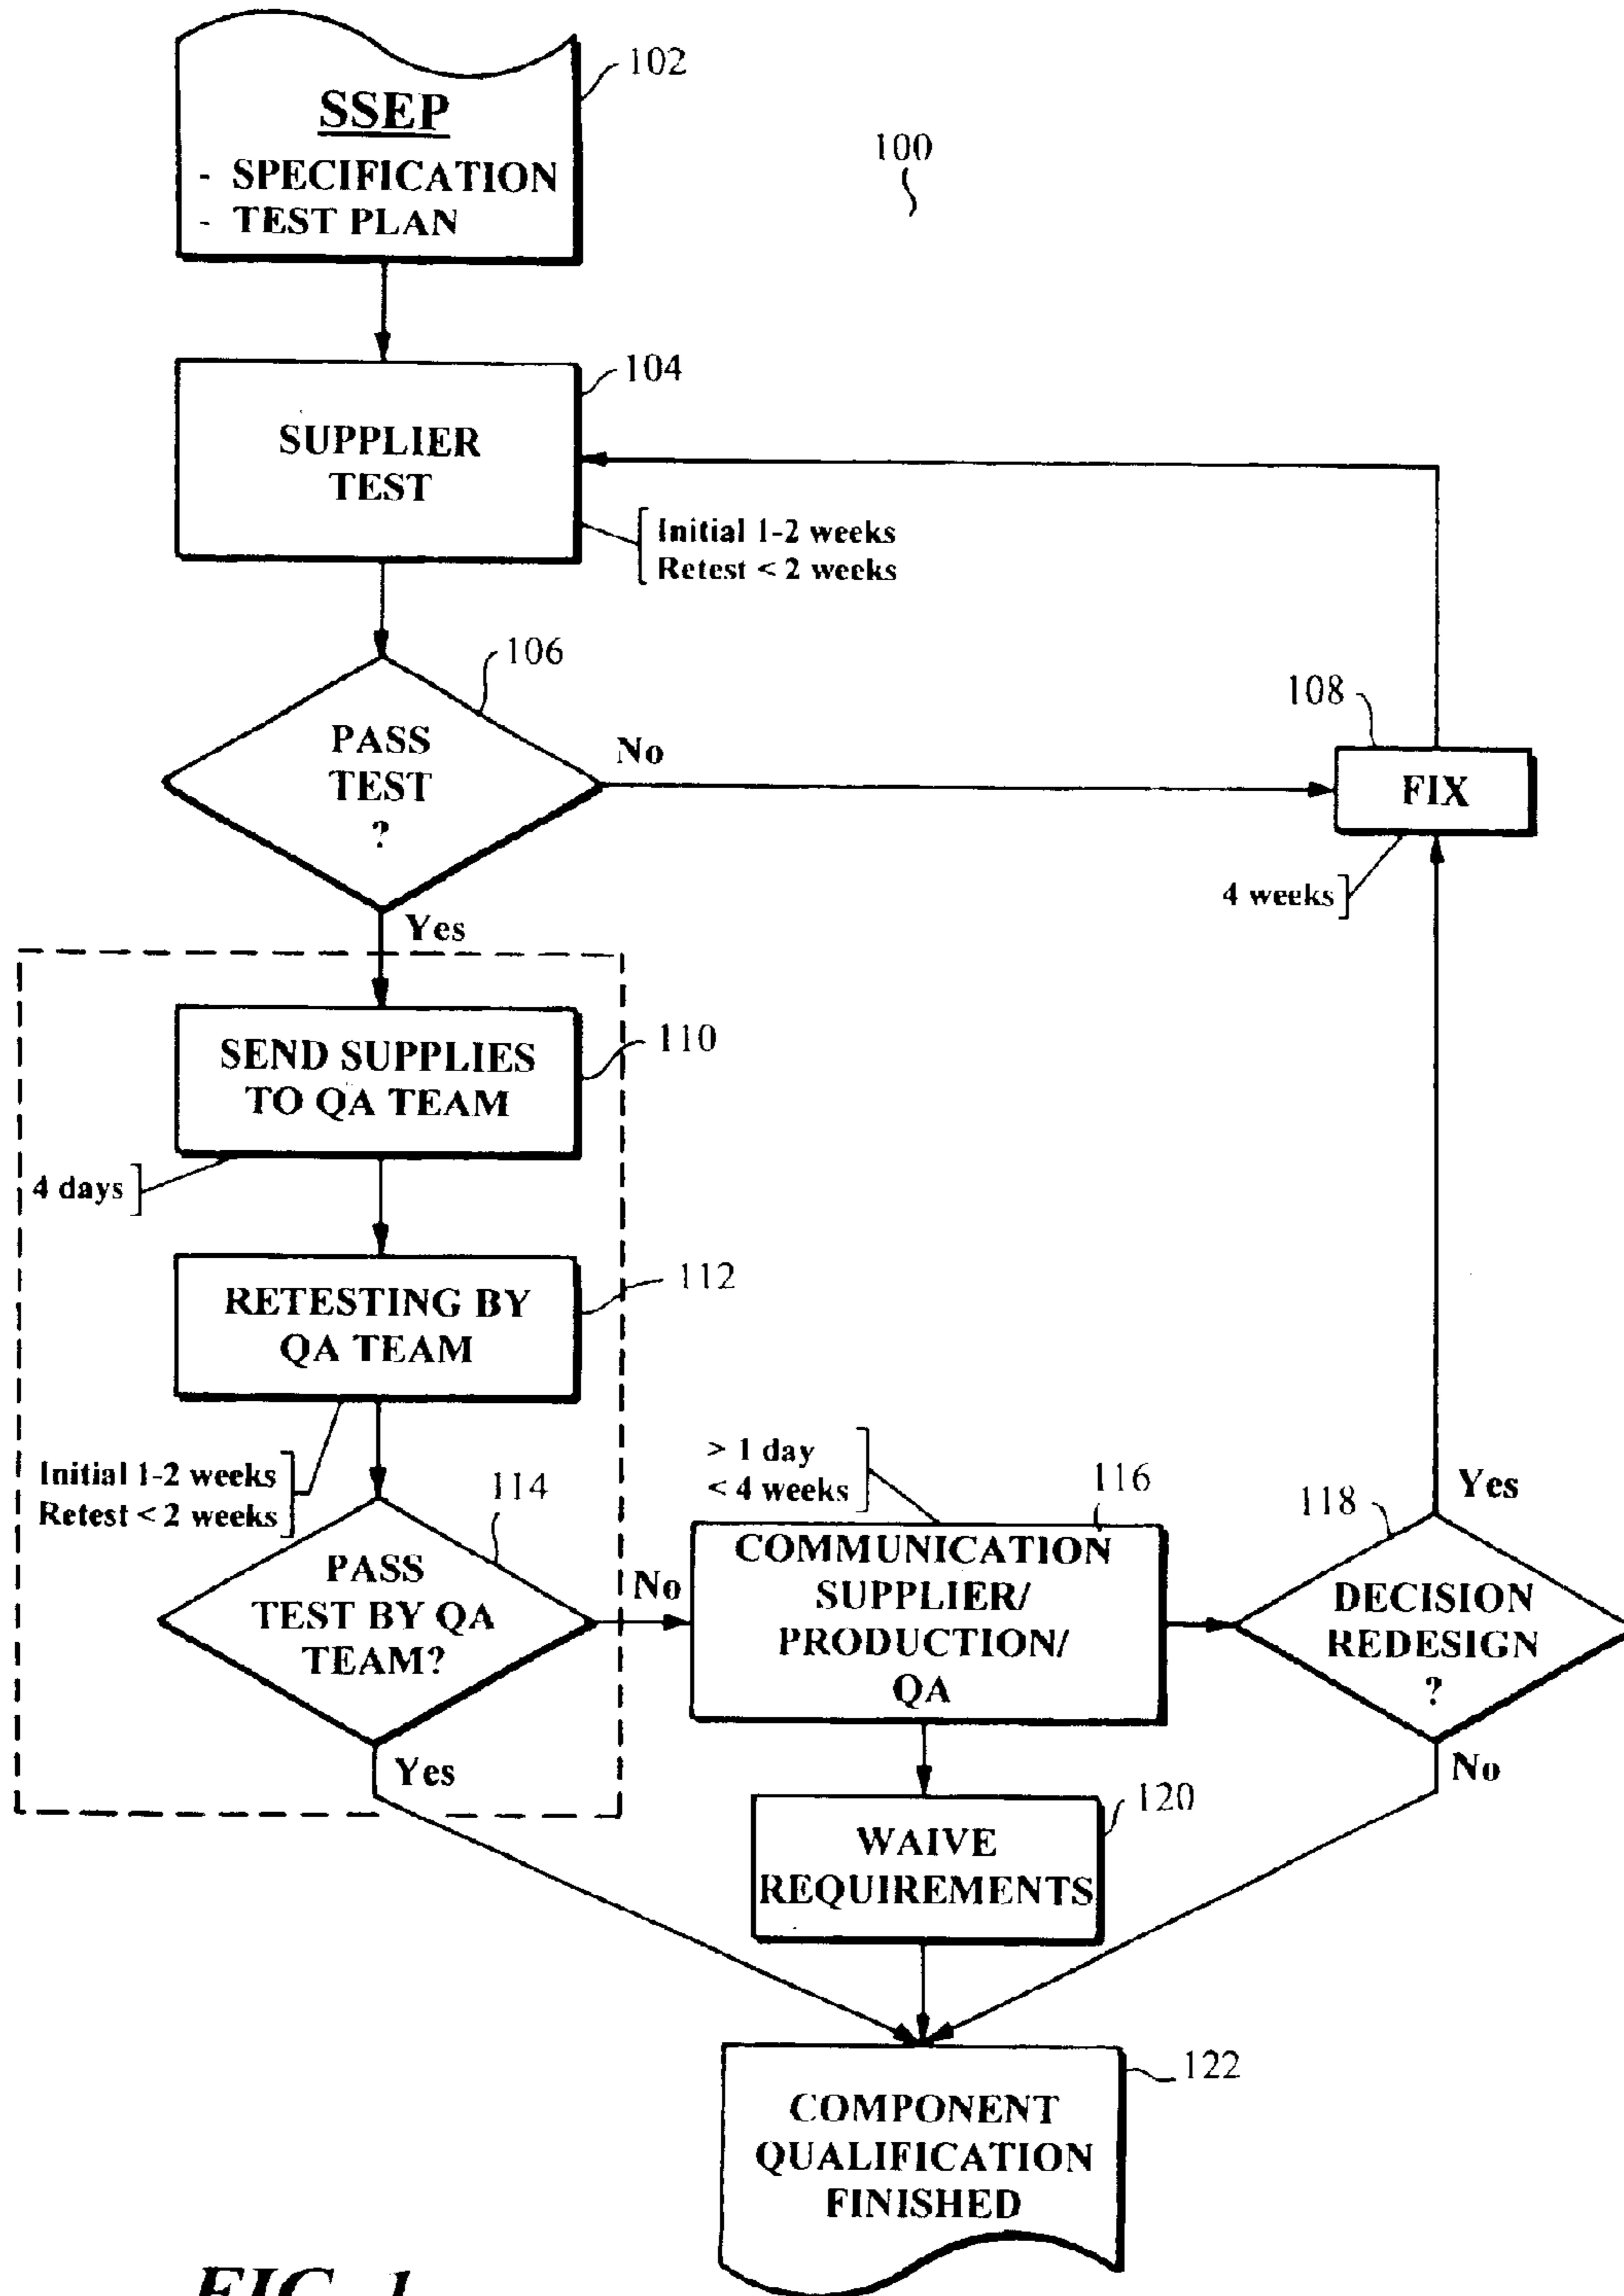 102
SSEP
- SPECIFICATION
- TEST PLAN
100
104
SUPPLIER
TEST
Initial 1-2 weeks
Retest < 2 weeks
106
PASS
TEST
?
No
108
FIX
4 weeks
Yes
110
SEND SUPPLIES
TO QA TEAM
4 days
112
RETESTING BY
QA TEAM
Initial 1-2 weeks
Retest < 2 weeks
114
PASS
TEST BY QA
TEAM?
No
> 1 day
< 4 weeks
116
COMMUNICATION
SUPPLIER/
PRODUCTION/
QA
118
Yes
DECISION
REDESIGN
?
No
Yes
120
WAIVE
REQUIREMENTS
122
COMPONENT
QUALIFICATION
FINISHED
FIG. 1